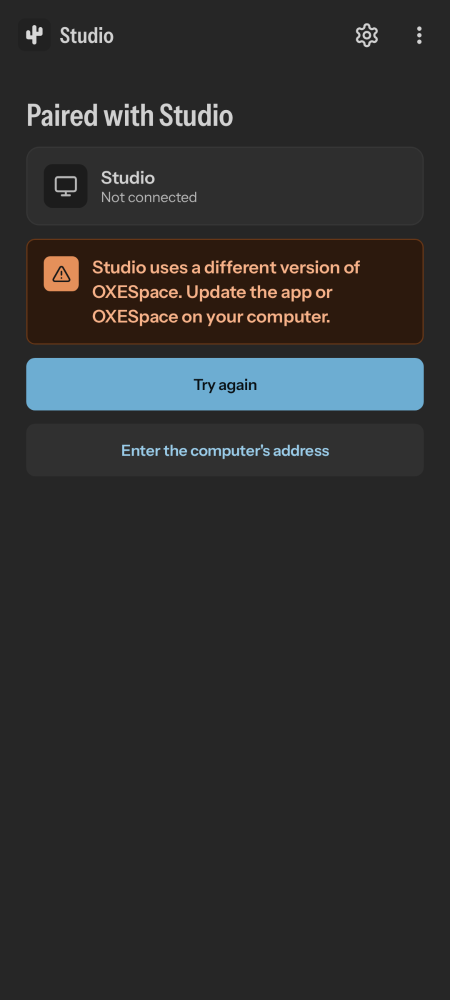 Studio
Paired with Studio
Studio
Not connected
Studio uses a different version of
OXESpace. Update the app or
OXESpace on your computer.
Try again
Enter the computer's address